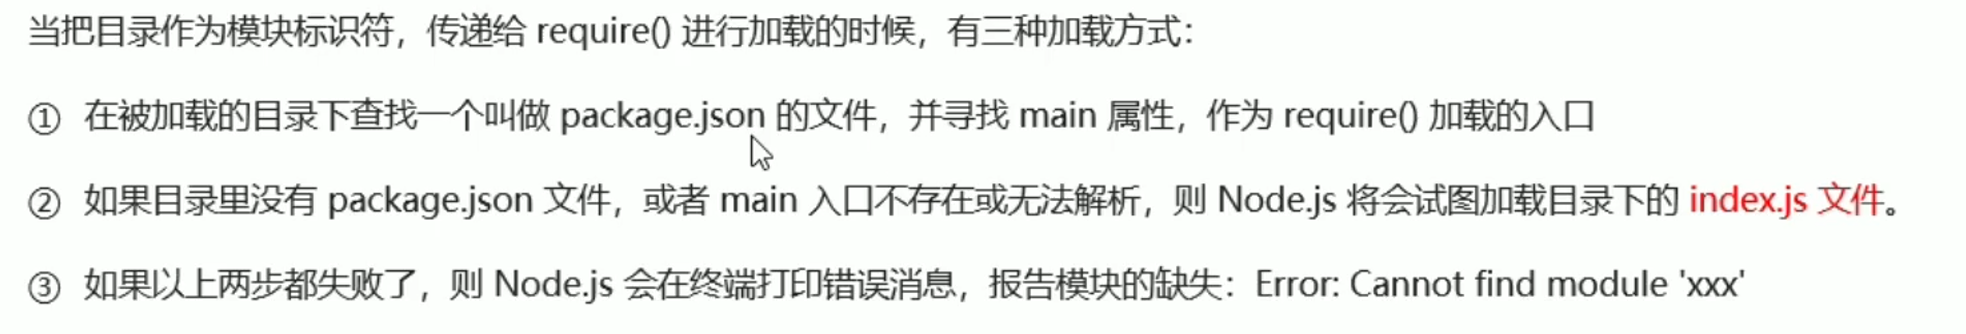 当把目录作为模块标识符，传递给 require() 进行加载的时候，有三种加载方式：
① 在被加载的目录下查找一个叫做 package.json 的文件，并寻找 main 属性，作为 require() 加载的入口
② 如果目录里没有 package.json 文件，或者 main 入口不存在或无法解析，则 Node.js 将会试图加载目录下的 index.js 文件。
③ 如果以上两步都失败了，则 Node.js 会在终端打印错误消息，报告模块的缺失：Error: Cannot find module 'xxx'